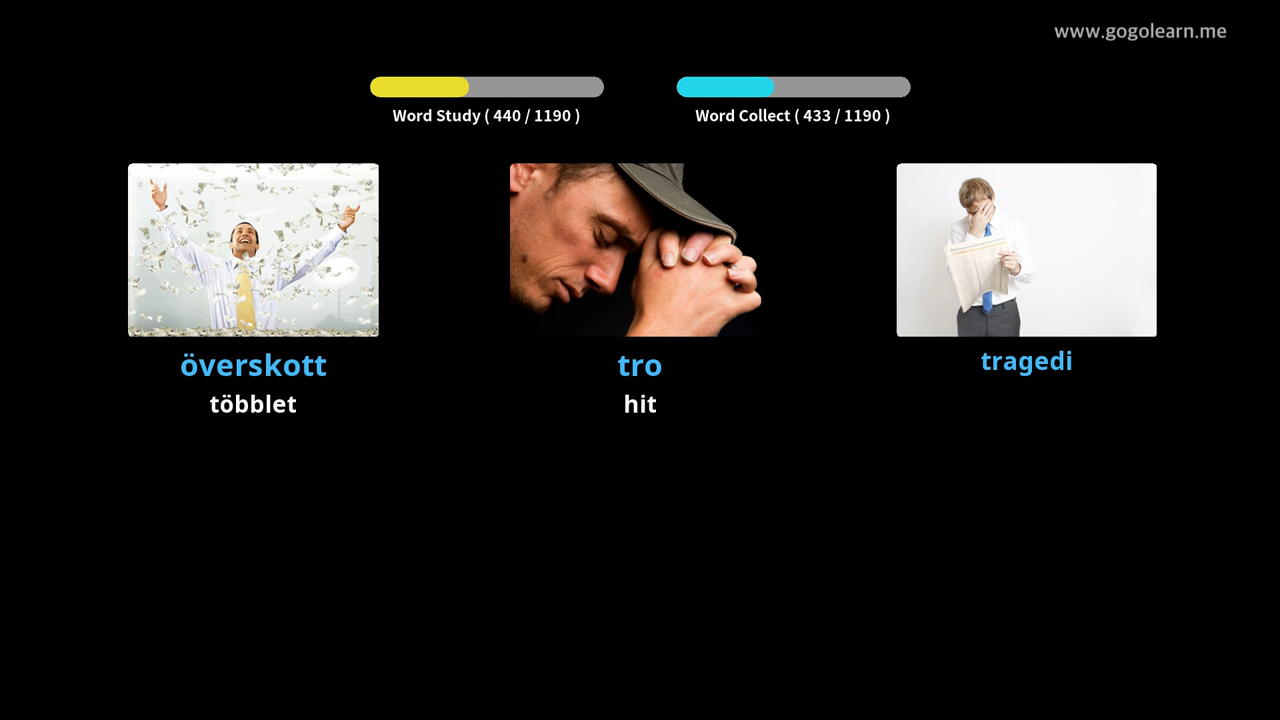 www.gogolearn.me
Word Study ( 440 / 1190 )
Word Collect ( 433 / 1190 )
överskott
többlet
tro
hit
tragedi